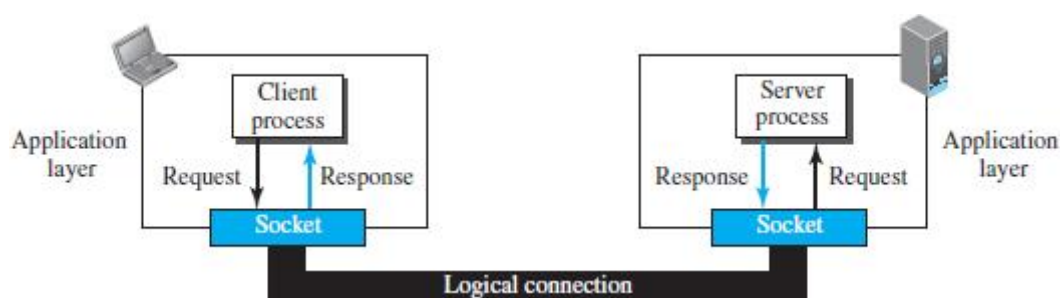 Client
process
Server
process
Application
layer
Application
layer
Request
Response
Response
Request
Socket
Socket
Logical connection